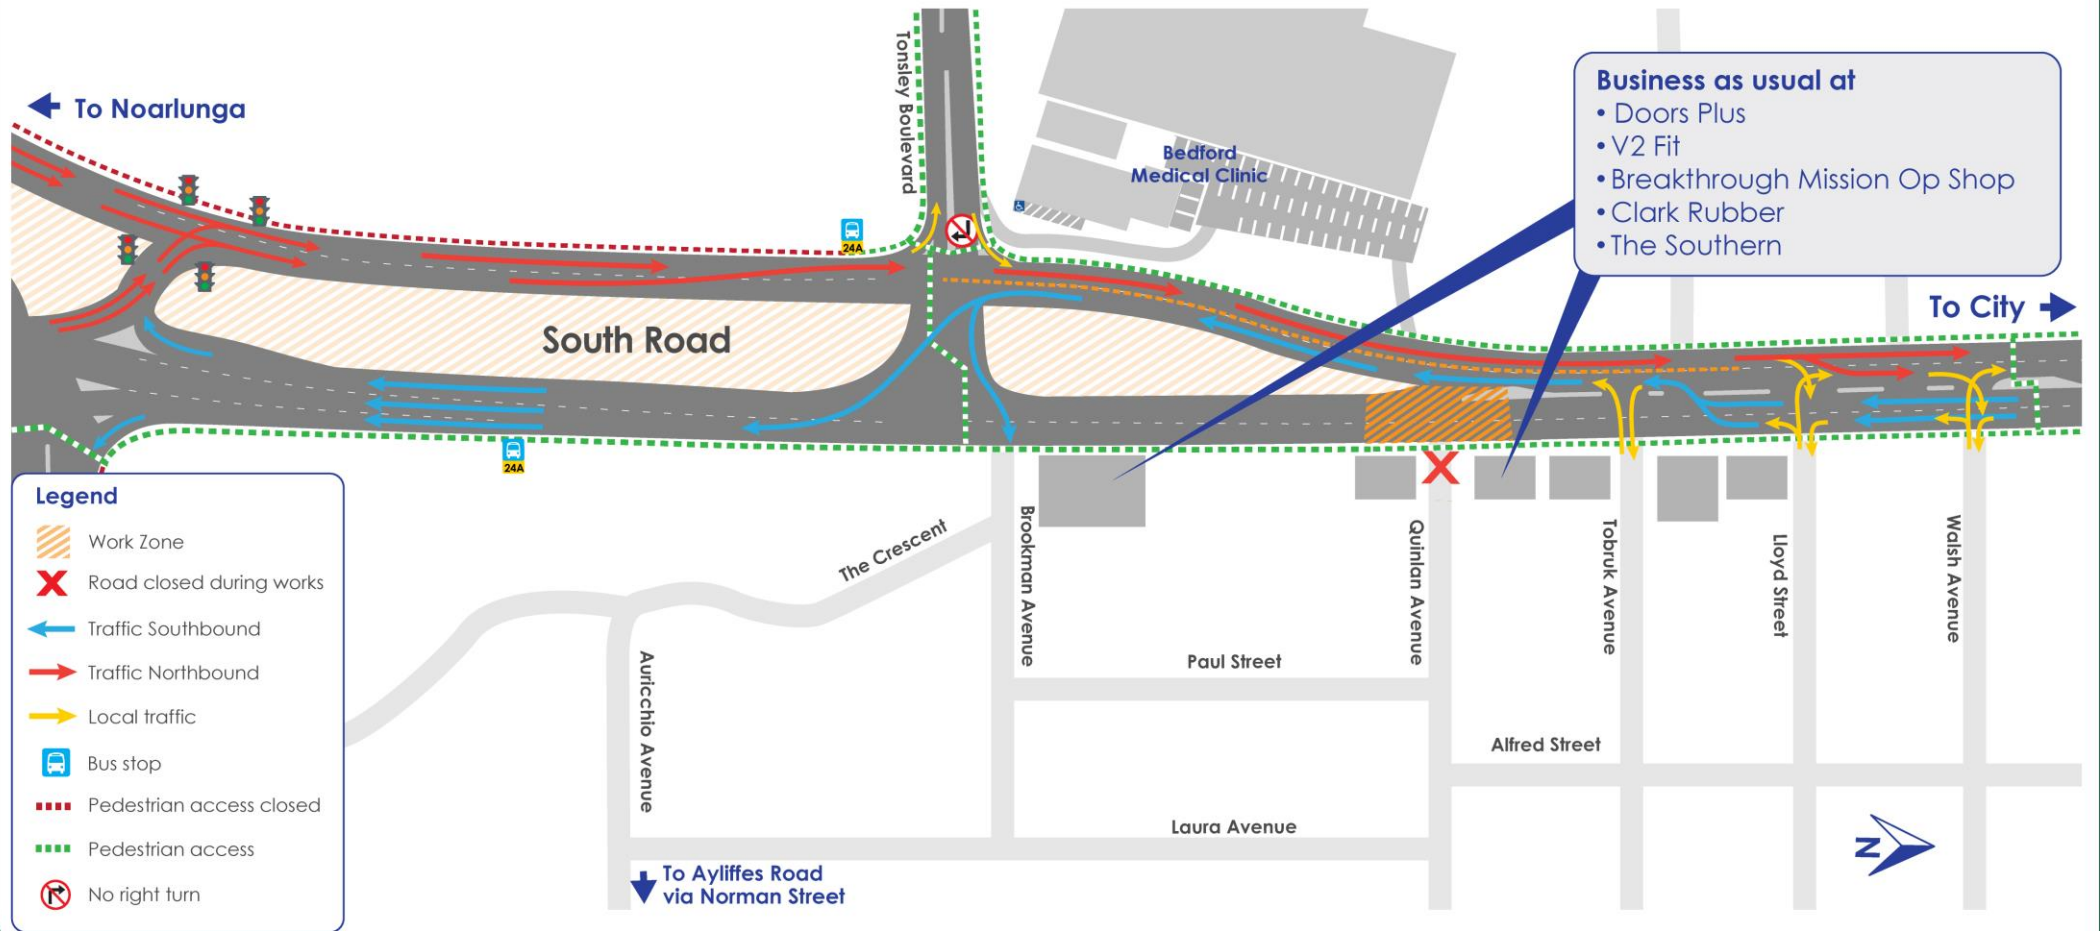 To Noarlunga
Tonsley Boulevard
Bedford
Medical Clinic
Business as usual at
• Doors Plus
• V2 Fit
• Breakthrough Mission Op Shop
• Clark Rubber
• The Southern
24A
To City
South Road
24A
Legend
Work Zone
Road closed during works
Traffic Southbound
Traffic Northbound
Local traffic
Bus stop
Pedestrian access closed
Pedestrian access
No right turn
The Crescent
Brookman Avenue
Quinlan Avenue
Tobruk Avenue
Lloyd Street
Walsh Avenue
Auricchio Avenue
Paul Street
Alfred Street
Laura Avenue
To Ayliffes Road
via Norman Street
N